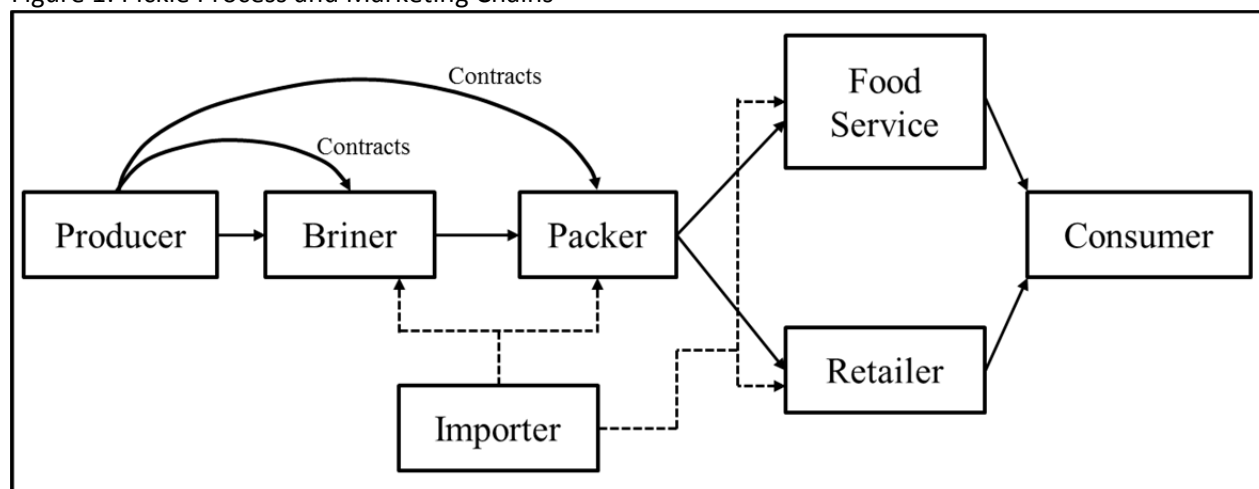 Figure 1: Pickle Process and Marketing Chains
Contracts
Contracts
Food
Service
Producer
Briner
Packer
Consumer
Retailer
Importer